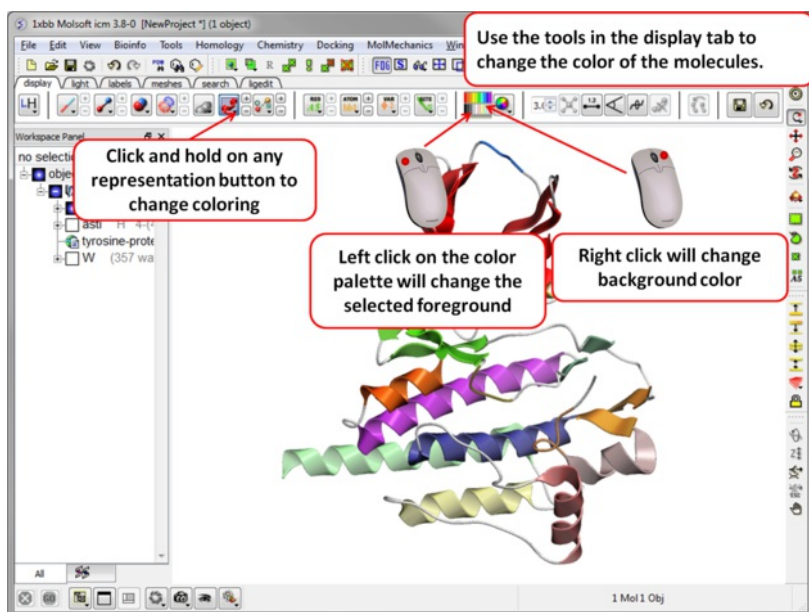 1xbb Molsoft icm 3.8-0 [NewProject *] (1 object)
File Edit View Bioinfo Tools Homology Chemistry Docking MolMechanics
Use the tools in the display tab to
change the color of the molecules.
display light labels meshes search ligedit
Workspace Panel
no selectio
obje
Click and hold on any
representation button to
change coloring
asti H
tyrosine-prote
W (357 wa
Left click on the color
palette will change the
selected foreground
Right click will change
background color
All
1 Mol 1 Obj